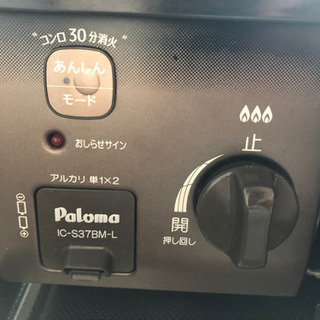 コンロ30分消火
あんしん
モード
おしらせサイン
アルカリ 単1×2
Paloma
IC-S37BM-L
止
開
押し回し